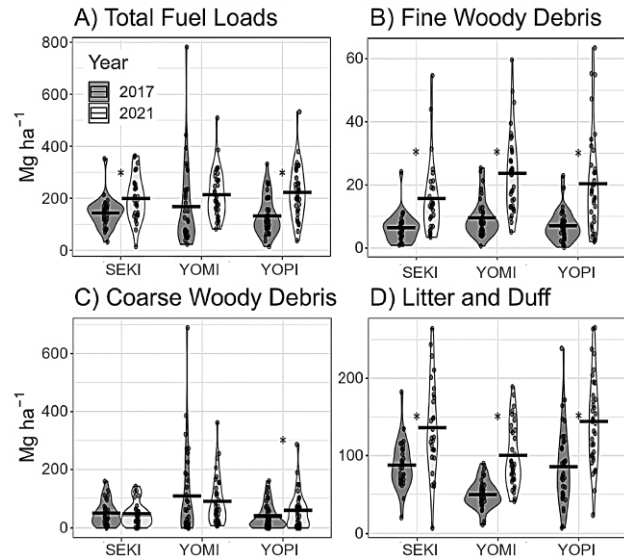 A) Total Fuel Loads
Mg ha⁻¹
800
600
400
200
0
Year
2017
2021
*
*
SEKI
YOMI
YOPI
B) Fine Woody Debris
60
40
20
0
*
*
*
SEKI
YOMI
YOPI
C) Coarse Woody Debris
Mg ha⁻¹
600
400
200
0
*
SEKI
YOMI
YOPI
D) Litter and Duff
200
100
0
*
*
*
SEKI
YOMI
YOPI